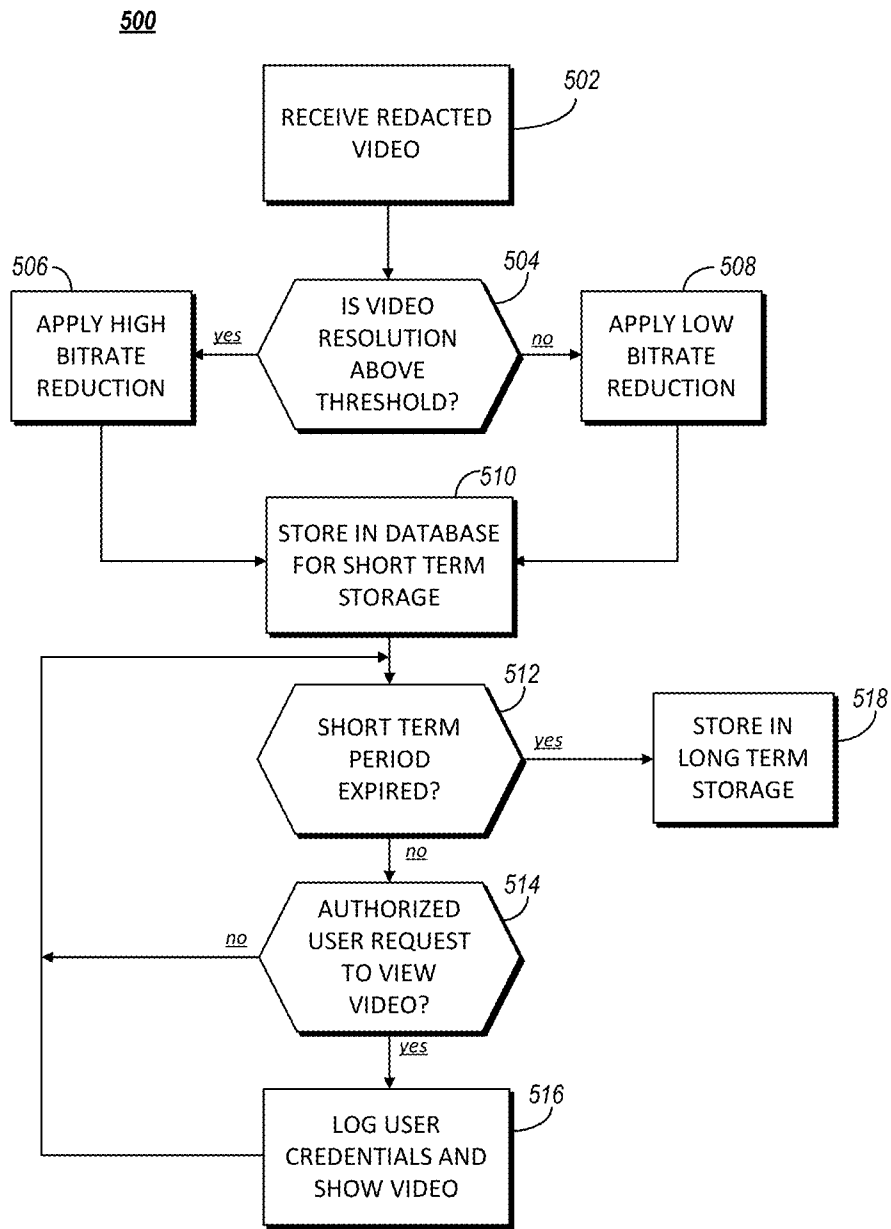 500
502
RECEIVE REDACTED
VIDEO
506
504
508
APPLY HIGH
BITRATE
REDUCTION
yes
IS VIDEO
RESOLUTION
ABOVE
THRESHOLD?
no
APPLY LOW
BITRATE
REDUCTION
510
STORE IN DATABASE
FOR SHORT TERM
STORAGE
512
SHORT TERM
PERIOD
EXPIRED?
yes
518
STORE IN
LONG TERM
STORAGE
no
514
AUTHORIZED
USER REQUEST
TO VIEW
VIDEO?
no
yes
516
LOG USER
CREDENTIALS AND
SHOW VIDEO